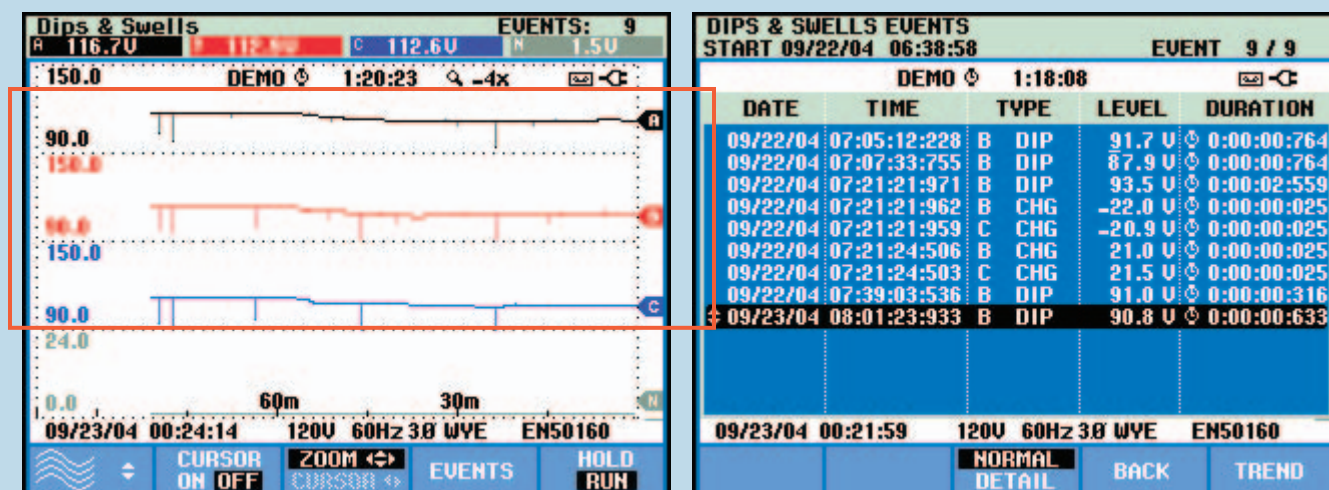 Dips & Swells EVENTS: 9
A 116.7V C 112.6V N 1.5V
150.0 DEMO 1:20:23 -4x
A
90.0
150.0
90.0
150.0
C
90.0
24.0
0.0 60m 30m N
09/23/04 00:24:14 120V 60Hz 3Ø WYE EN50160
CURSOR ON OFF
ZOOM
CURSOR
EVENTS
HOLD
RUN
DIPS & SWELLS EVENTS
START 09/22/04 06:38:58 EVENT 9 / 9
DEMO 1:18:08
DATE TIME TYPE LEVEL DURATION
09/22/04 07:05:12:228 B DIP 91.7 V 0:00:00:764
09/22/04 07:07:33:755 B DIP 87.9 V 0:00:00:764
09/22/04 07:21:21:971 B DIP 93.5 V 0:00:02:559
09/22/04 07:21:21:962 B CHG -22.0 V 0:00:00:025
09/22/04 07:21:21:959 C CHG -20.9 V 0:00:00:025
09/22/04 07:21:24:506 B CHG 21.0 V 0:00:00:025
09/22/04 07:21:24:503 C CHG 21.5 V 0:00:00:025
09/22/04 07:39:03:536 B DIP 91.0 V 0:00:00:316
09/23/04 08:01:23:933 B DIP 90.8 V 0:00:00:633
09/23/04 00:21:59 120V 60Hz 3Ø WYE EN50160
NORMAL
DETAIL
BACK
TREND